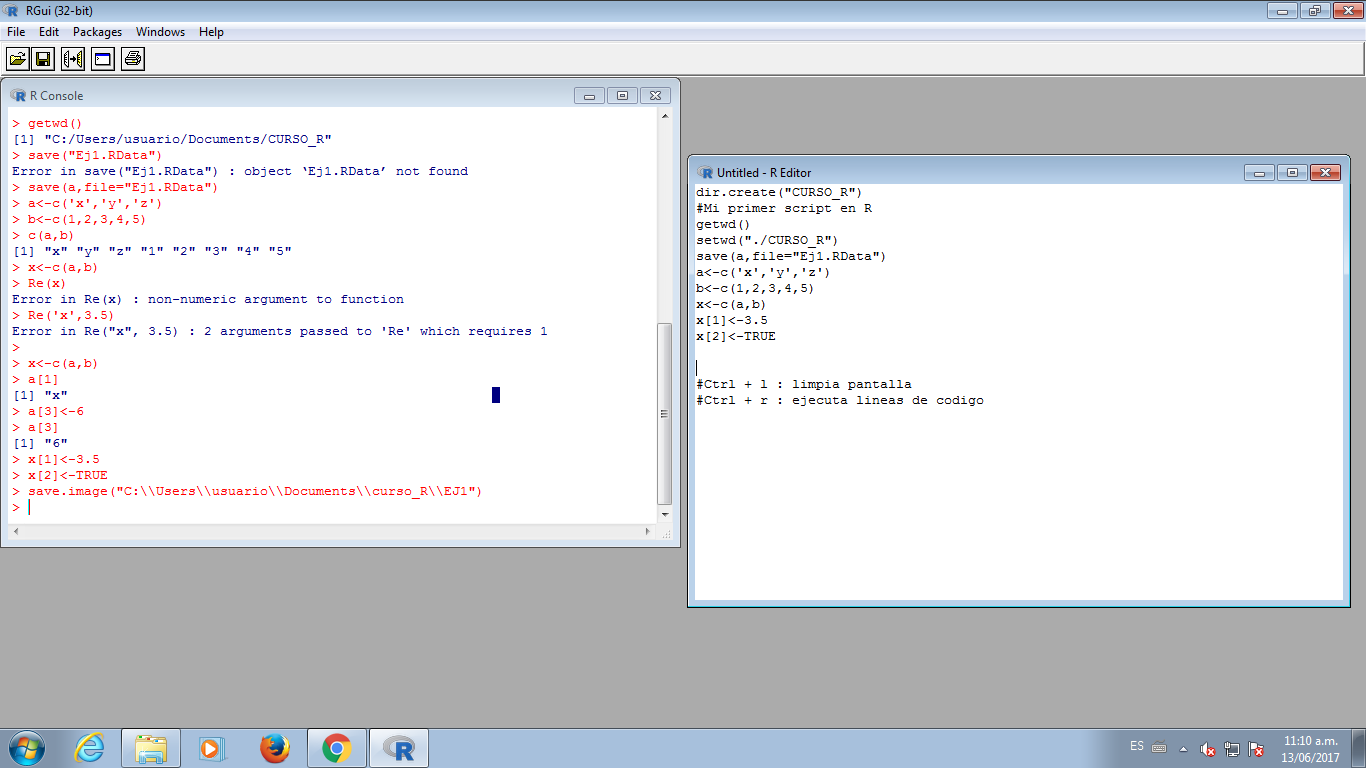 RGui (32-bit)
File Edit Packages Windows Help
R Console
> getwd()
[1] "C:/Users/usuario/Documents/CURSO_R"
> save("Ej1.RData")
Error in save("Ej1.RData") : object ‘Ej1.RData’ not found
> save(a,file="Ej1.RData")
> a<-c('x','y','z')
> b<-c(1,2,3,4,5)
> c(a,b)
[1] "x" "y" "z" "1" "2" "3" "4" "5"
> x<-c(a,b)
> Re(x)
Error in Re(x) : non-numeric argument to function
> Re('x',3.5)
Error in Re("x", 3.5) : 2 arguments passed to 'Re' which requires 1
>
> x<-c(a,b)
> a[1]
[1] "x"
> a[3]<-6
> a[3]
[1] "6"
> x[1]<-3.5
> x[2]<-TRUE
> save.image("C:\\Users\\usuario\\Documents\\curso_R\\EJ1")
>
Untitled - R Editor
dir.create("CURSO_R")
#Mi primer script en R
getwd()
setwd("./CURSO_R")
save(a,file="Ej1.RData")
a<-c('x','y','z')
b<-c(1,2,3,4,5)
x<-c(a,b)
x[1]<-3.5
x[2]<-TRUE
#Ctrl + l : limpia pantalla
#Ctrl + r : ejecuta lineas de codigo
ES
11:10 a.m.
13/06/2017